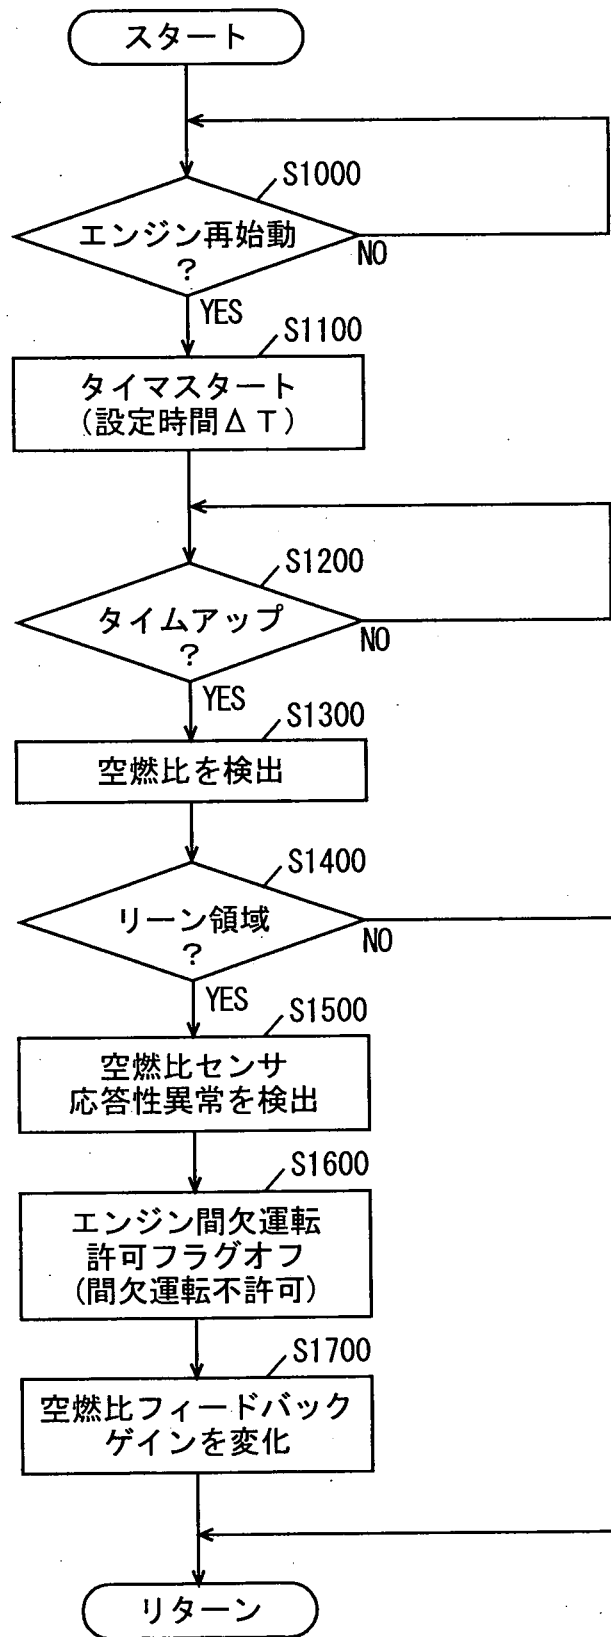 スタート
S1000
エンジン再始動
?
NO
YES
S1100
タイマスタート
(設定時間ΔT)
S1200
タイムアップ
?
NO
YES
S1300
空燃比を検出
S1400
リーン領域
?
NO
YES
S1500
空燃比センサ
応答性異常を検出
S1600
エンジン間欠運転
許可フラグオフ
(間欠運転不許可)
S1700
空燃比フィードバック
ゲインを変化
リターン